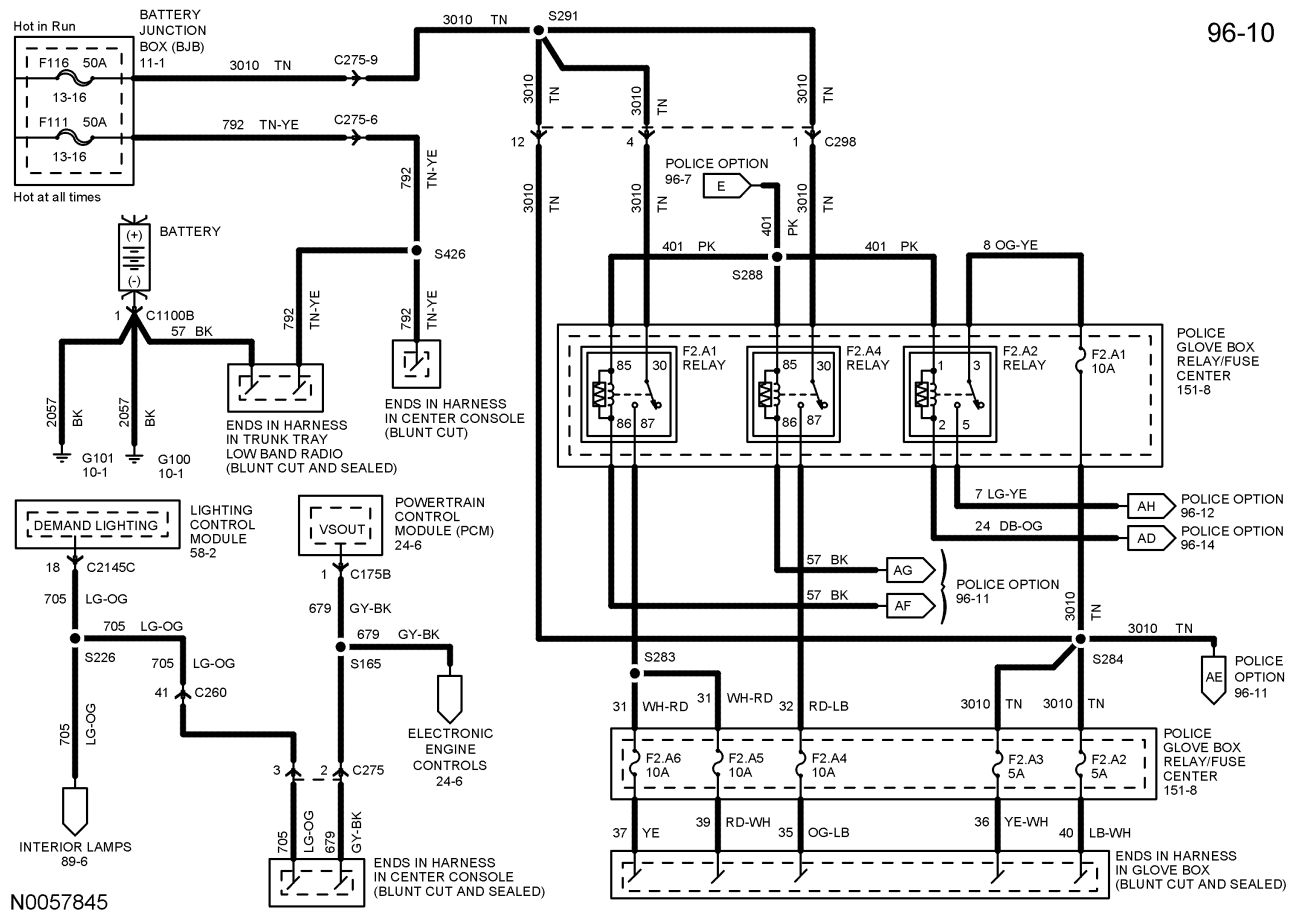 Hot in Run
BATTERY
JUNCTION
BOX (BJB)
11-1
F116 50A
13-16
F111 50A
13-16
Hot at all times
3010 TN
C275-9
792 TN-YE
C275-6
3010 TN
S291
96-10
3010 TN
3010 TN
3010 TN
12
4
1
C298
3010 TN
3010 TN
3010 TN
POLICE OPTION
96-7
E
401 PK
792 TN-YE
S426
792 TN-YE
792 TN-YE
(+)
(-)
BATTERY
1
C1100B
57 BK
2057 BK
2057 BK
G101
10-1
G100
10-1
ENDS IN HARNESS
IN TRUNK TRAY
LOW BAND RADIO
(BLUNT CUT AND SEALED)
ENDS IN HARNESS
IN CENTER CONSOLE
(BLUNT CUT)
401 PK
S288
401 PK
8 OG-YE
85
30
86
87
F2.A1
RELAY
85
30
86
87
F2.A4
RELAY
1
3
2
5
F2.A2
RELAY
F2.A1
10A
POLICE
GLOVE BOX
RELAY/FUSE
CENTER
151-8
7 LG-YE
AH
POLICE OPTION
96-12
24 DB-OG
AD
POLICE OPTION
96-14
57 BK
AG
57 BK
AF
POLICE OPTION
96-11
3010 TN
3010 TN
S284
AE
POLICE
OPTION
96-11
DEMAND LIGHTING
LIGHTING
CONTROL
MODULE
58-2
18
C2145C
705 LG-OG
705 LG-OG
S226
705 LG-OG
41
C260
705 LG-OG
INTERIOR LAMPS
89-6
VSOUT
POWERTRAIN
CONTROL
MODULE (PCM)
24-6
1
C175B
679 GY-BK
679 GY-BK
S165
ELECTRONIC
ENGINE
CONTROLS
24-6
3
2
C275
705 LG-OG
679 GY-BK
ENDS IN HARNESS
IN CENTER CONSOLE
(BLUNT CUT AND SEALED)
S283
31 WH-RD
31 WH-RD
32 RD-LB
3010 TN
3010 TN
F2.A6
10A
F2.A5
10A
F2.A4
10A
F2.A3
5A
F2.A2
5A
POLICE
GLOVE BOX
RELAY/FUSE
CENTER
151-8
37 YE
39 RD-WH
35 OG-LB
36 YE-WH
40 LB-WH
ENDS IN HARNESS
IN GLOVE BOX
(BLUNT CUT AND SEALED)
N0057845